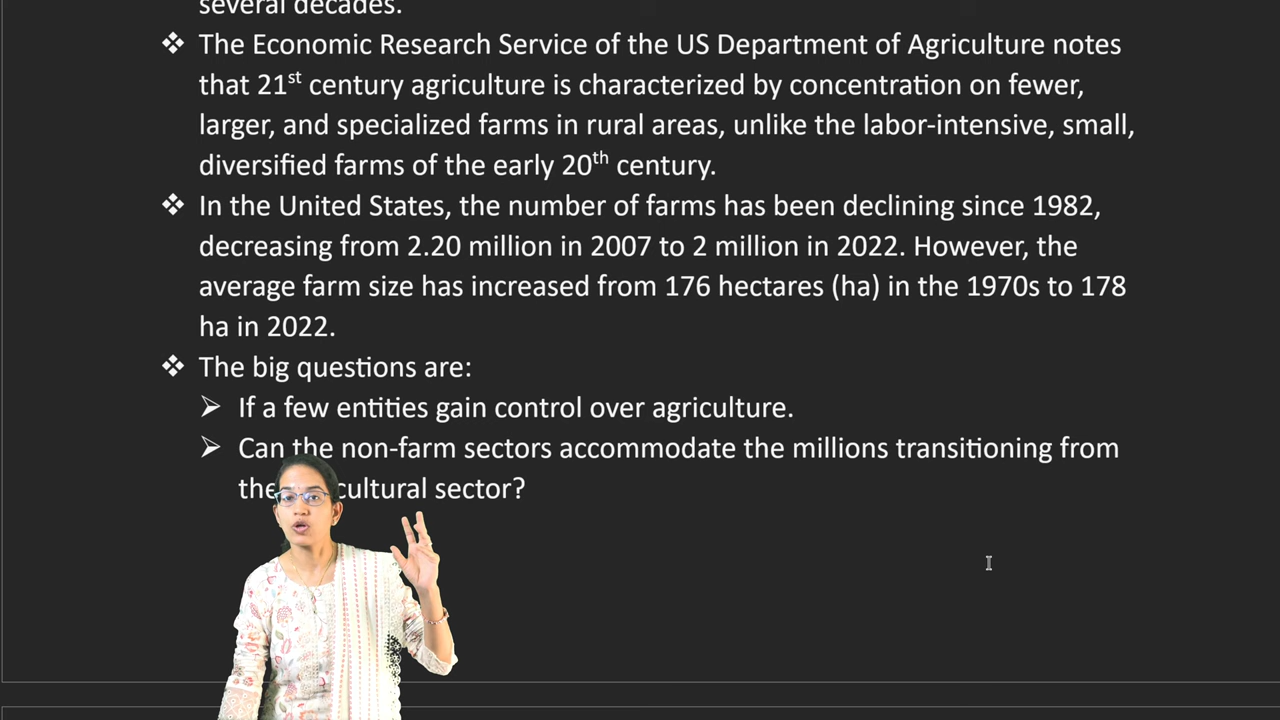 several decades.
❖ The Economic Research Service of the US Department of Agriculture notes
that 21st century agriculture is characterized by concentration on fewer,
larger, and specialized farms in rural areas, unlike the labor-intensive, small,
diversified farms of the early 20th century.
❖ In the United States, the number of farms has been declining since 1982,
decreasing from 2.20 million in 2007 to 2 million in 2022. However, the
average farm size has increased from 176 hectares (ha) in the 1970s to 178
ha in 2022.
❖ The big questions are:
➢ If a few entities gain control over agriculture.
➢ Can the non-farm sectors accommodate the millions transitioning from
the cultural sector?